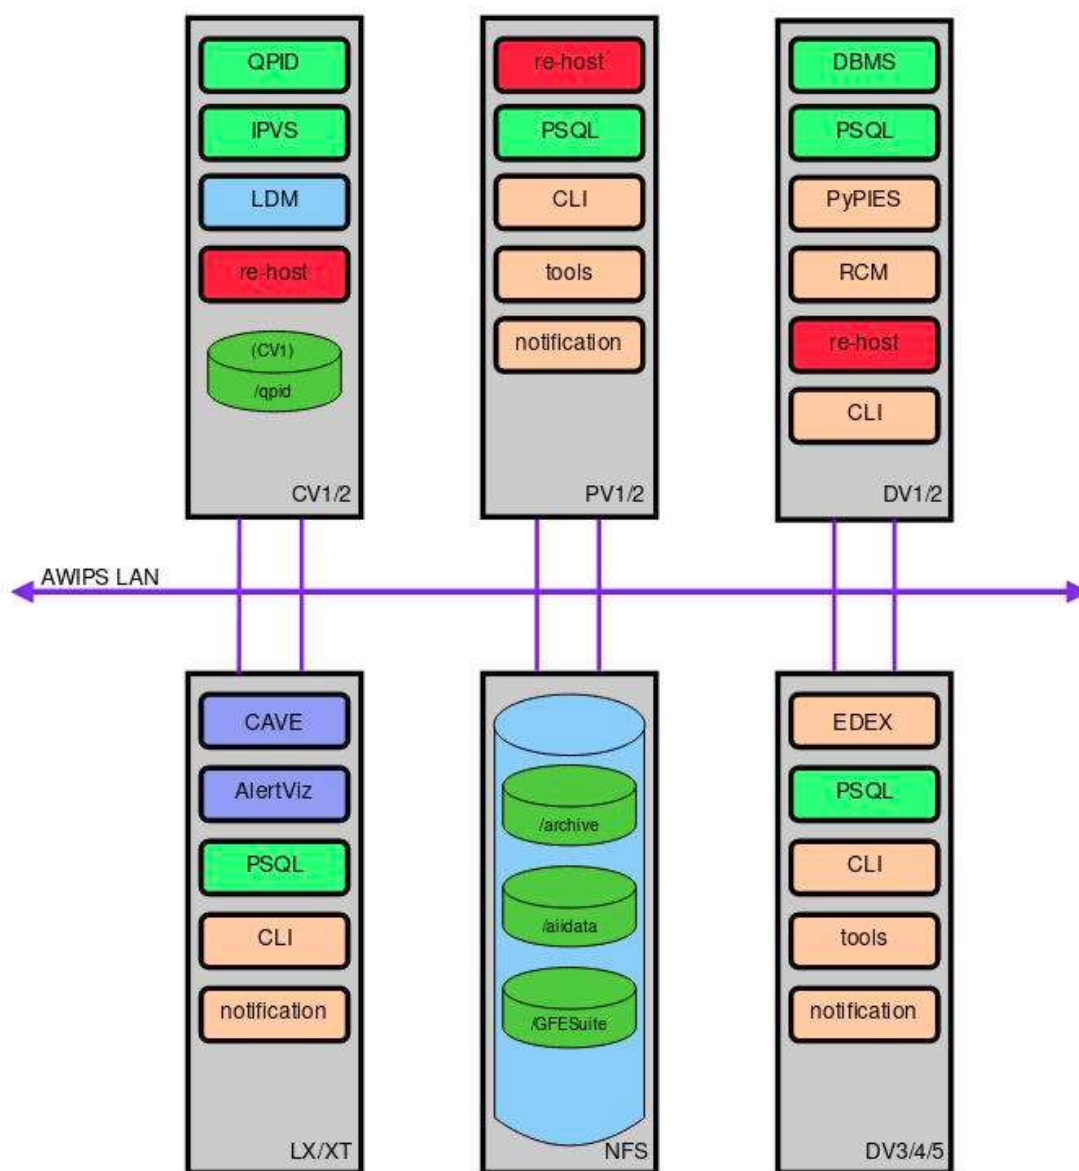 QPID
IPVS
LDM
re-host
(CV1)
/qpid
CV1/2
re-host
PSQL
CLI
tools
notification
PV1/2
DBMS
PSQL
PyPIES
RCM
re-host
CLI
DV1/2
AWIPS LAN
CAVE
AlertViz
PSQL
CLI
notification
LX/XT
/archive
/aiidata
/GFESuite
NFS
EDEX
PSQL
CLI
tools
notification
DV3/4/5